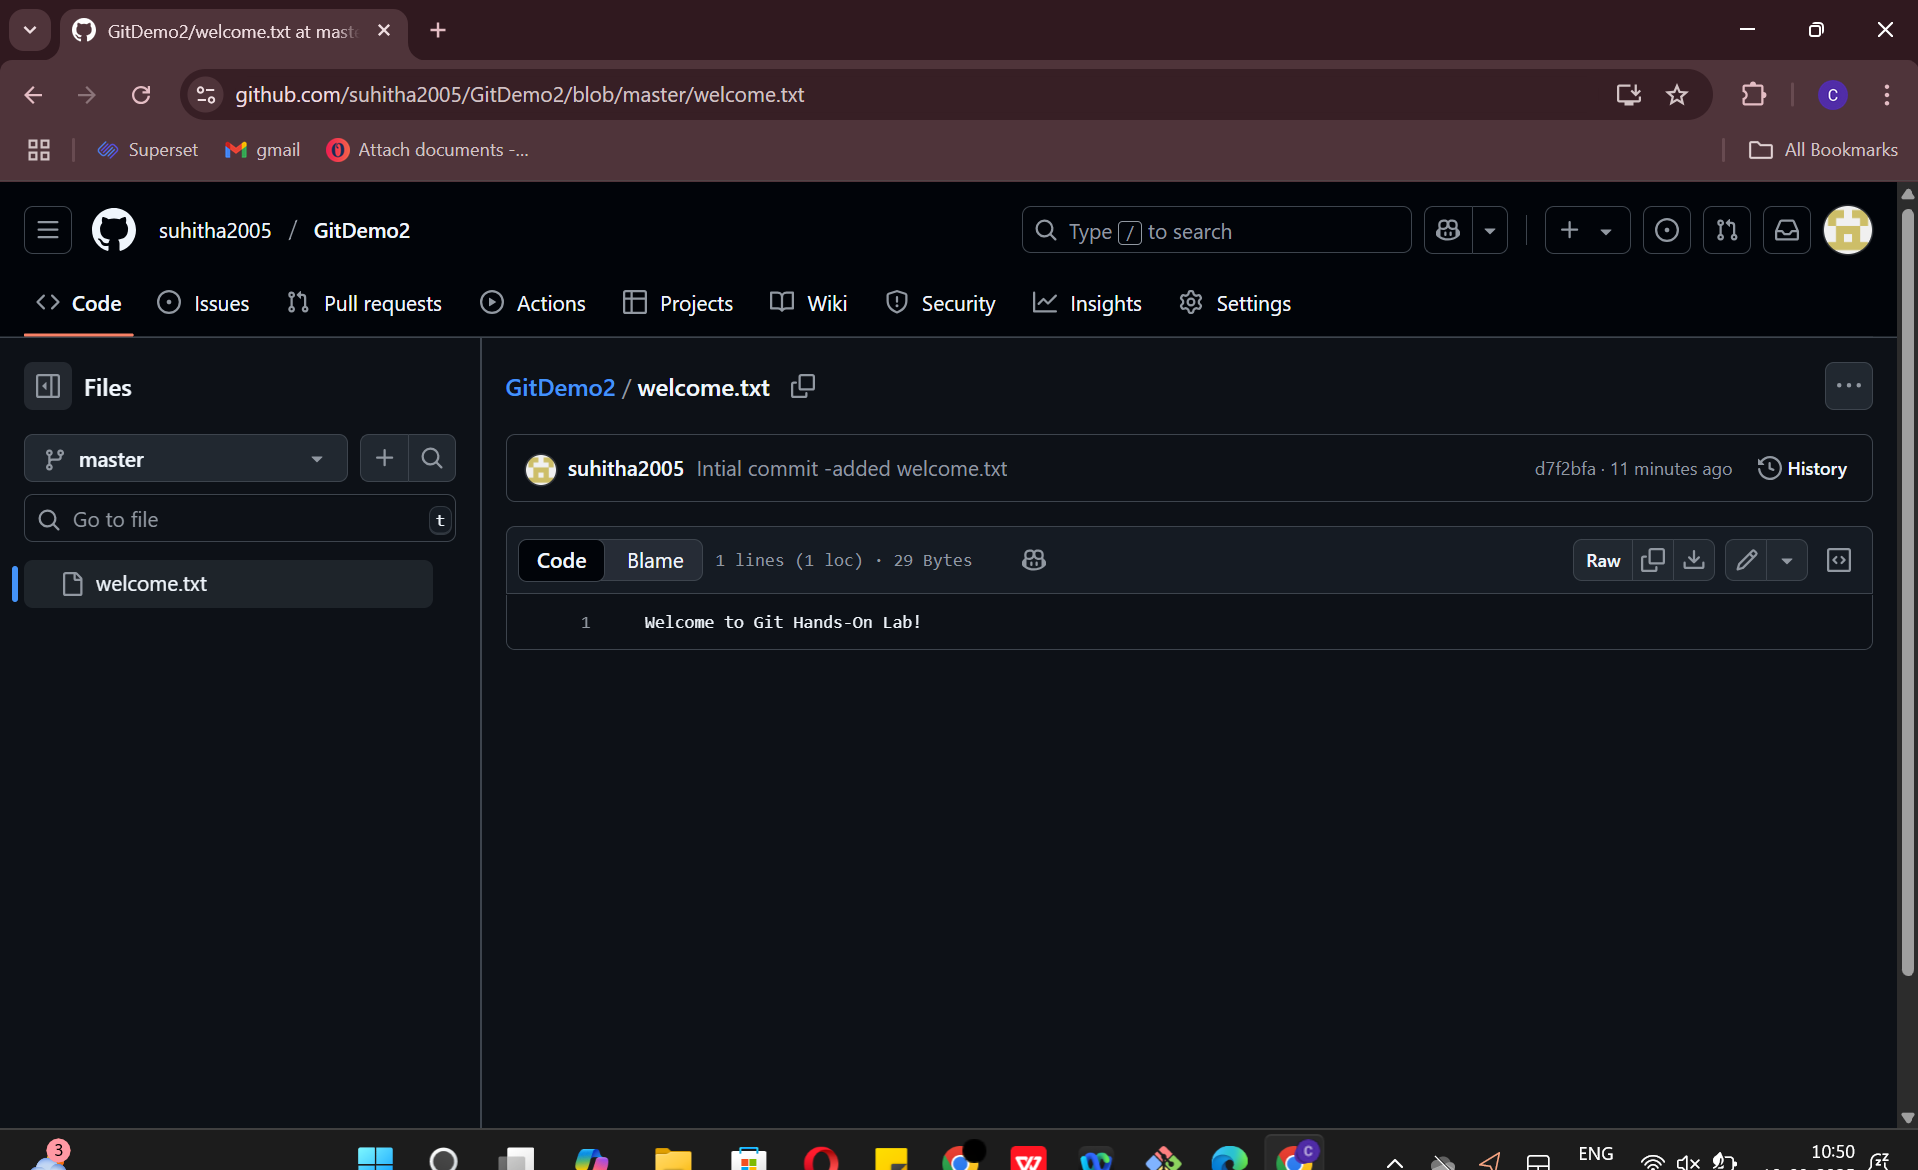 GitDemo2/welcome.txt at mast
github.com/suhitha2005/GitDemo2/blob/master/welcome.txt
C
Superset
gmail
Attach documents -...
All Bookmarks
suhitha2005 / GitDemo2
Type / to search
Code
Issues
Pull requests
Actions
Projects
Wiki
Security
Insights
Settings
Files
GitDemo2 / welcome.txt
master
suhitha2005 Intial commit -added welcome.txt
d7f2bfa · 11 minutes ago
History
Go to file
t
Code
Blame
1 lines (1 loc) · 29 Bytes
Raw
welcome.txt
1 Welcome to Git Hands-On Lab!
3
C
ENG
10:50